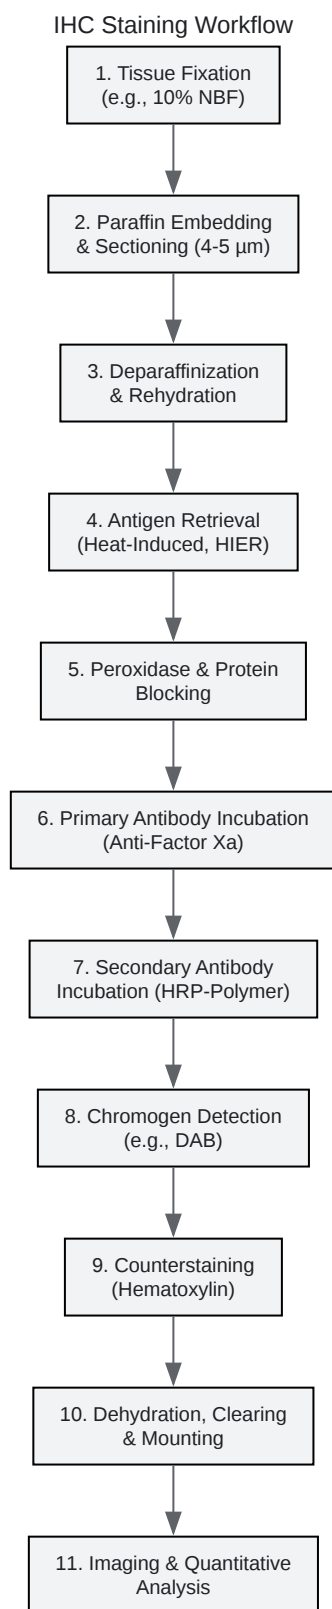 IHC Staining Workflow
1. Tissue Fixation
(e.g., 10% NBF)
2. Paraffin Embedding
& Sectioning (4-5 µm)
3. Deparaffinization
& Rehydration
4. Antigen Retrieval
(Heat-Induced, HIER)
5. Peroxidase & Protein
Blocking
6. Primary Antibody Incubation
(Anti-Factor Xa)
7. Secondary Antibody
Incubation (HRP-Polymer)
8. Chromogen Detection
(e.g., DAB)
9. Counterstaining
(Hematoxylin)
10. Dehydration, Clearing
& Mounting
11. Imaging & Quantitative
Analysis